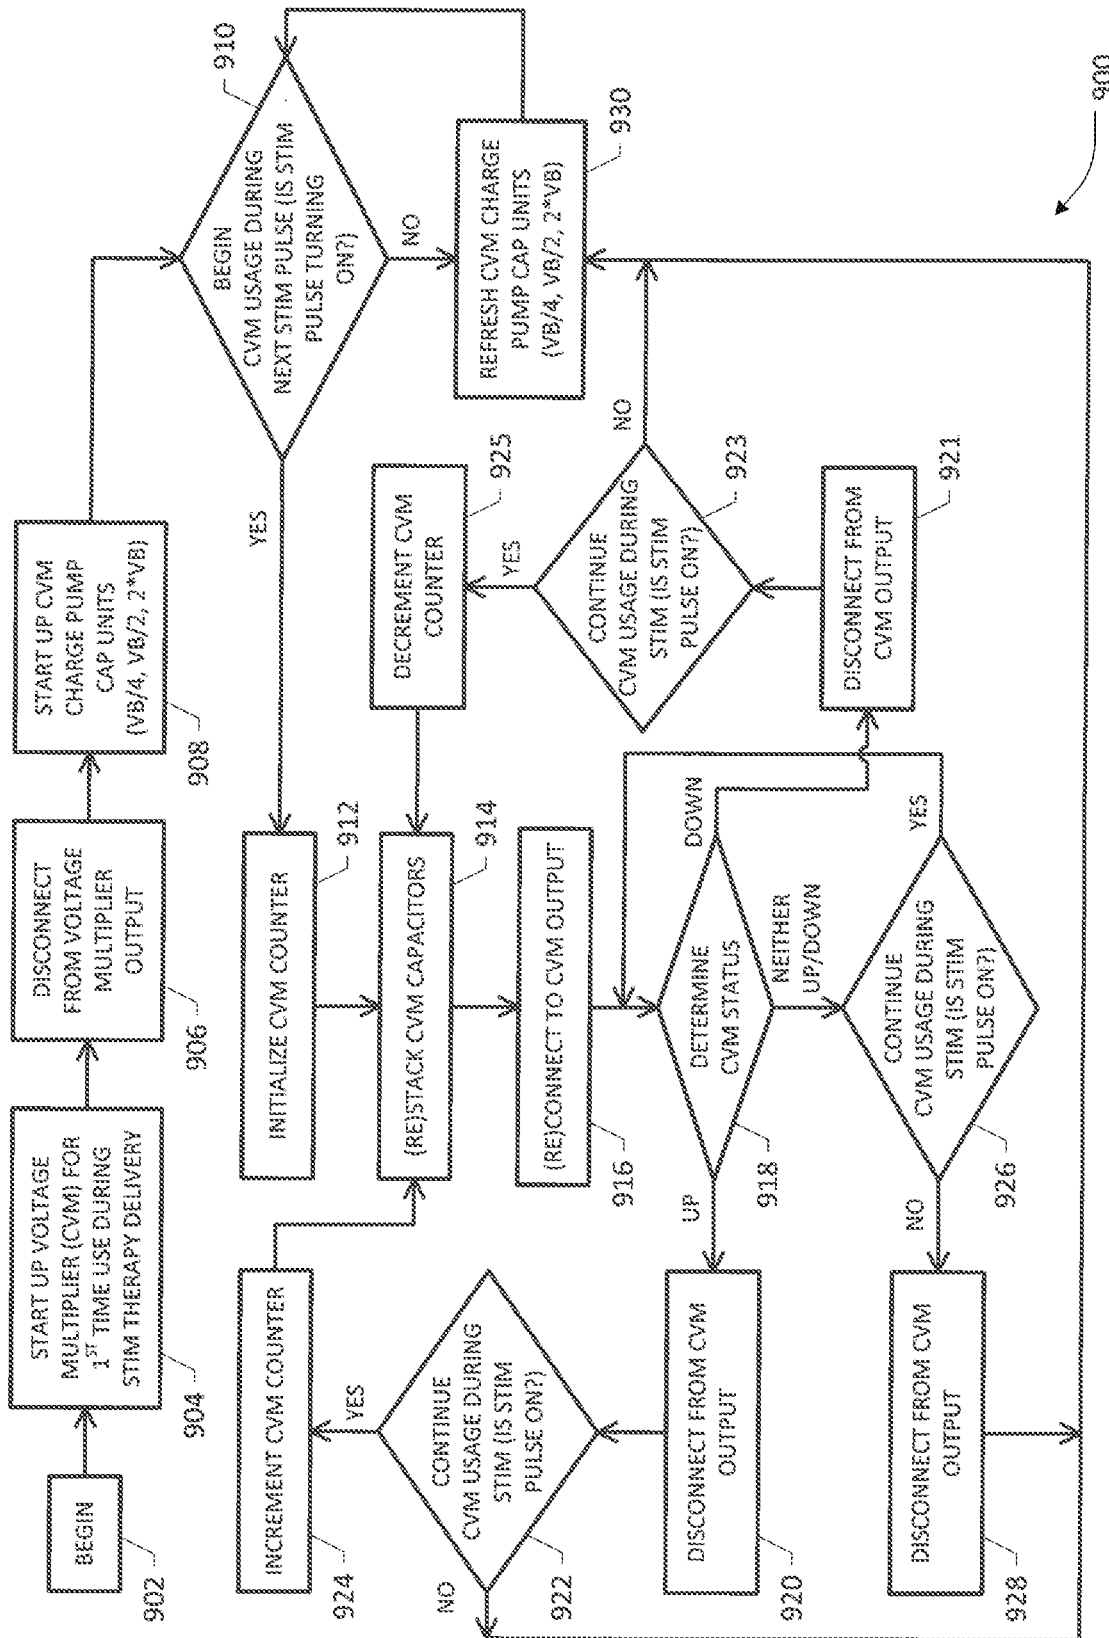 BEGIN
902
START UP VOLTAGE
MULTIPLIER (CVM) FOR
1ST TIME USE DURING
STIM THERAPY DELIVERY
904
DISCONNECT
FROM VOLTAGE
MULTIPLIER
OUTPUT
906
START UP CVM
CHARGE PUMP
CAP UNITS
(VB/4, VB/2, 2*VB)
908
BEGIN
CVM USAGE DURING
NEXT STIM PULSE (IS STIM
PULSE TURNING
ON?)
910
YES
NO
INITIALIZE CVM COUNTER
912
INCREMENT CVM COUNTER
924
(RE)STACK CVM CAPACITORS
914
DECREMENT CVM
COUNTER
925
REFRESH CVM CHARGE
PUMP CAP UNITS
(VB/4, VB/2, 2*VB)
930
YES
CONTINUE
CVM USAGE DURING
STIM (IS STIM
PULSE ON?)
922
NO
(RE)CONNECT TO CVM OUTPUT
916
YES
CONTINUE
CVM USAGE DURING
STIM (IS STIM
PULSE ON?)
923
NO
DISCONNECT FROM CVM
OUTPUT
920
UP
DETERMINE
CVM STATUS
918
DOWN
NEITHER
UP/DOWN
DISCONNECT FROM
CVM OUTPUT
921
DISCONNECT FROM CVM
OUTPUT
928
NO
CONTINUE
CVM USAGE DURING
STIM (IS STIM
PULSE ON?)
926
YES
900